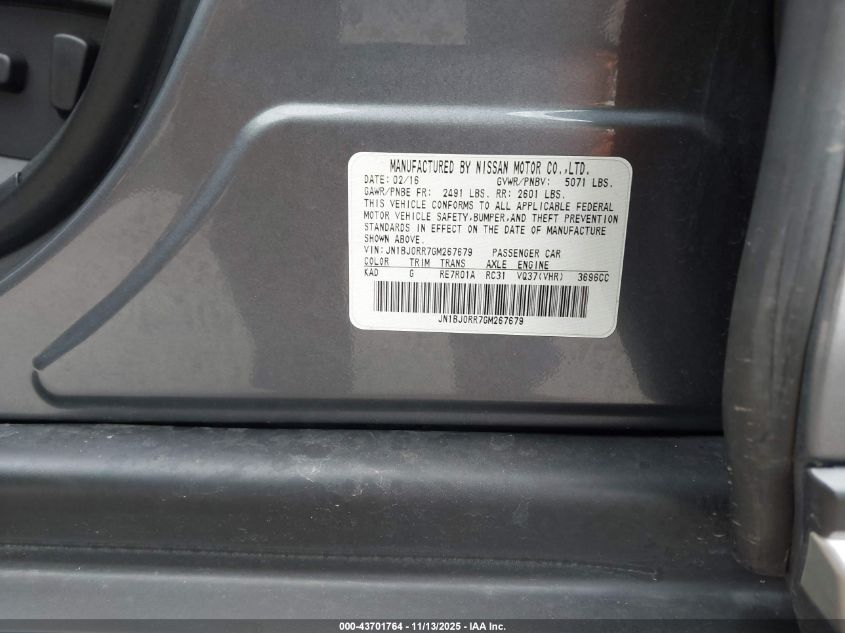 MANUFACTURED BY NISSAN MOTOR CO.,LTD.
DATE: 02/16 GVWR/PNBV: 5071 LBS.
GAWR/PNBE FR: 2491 LBS. RR: 2601 LBS.
THIS VEHICLE CONFORMS TO ALL APPLICABLE FEDERAL
MOTOR VEHICLE SAFETY,BUMPER,AND THEFT PREVENTION
STANDARDS IN EFFECT ON THE DATE OF MANUFACTURE
SHOWN ABOVE.
VIN: JN1BJ0RR7GM267679 PASSENGER CAR
COLOR TRIM TRANS AXLE ENGINE
KAD G RE7R01A RC31 VQ37(VHR) 3696CC
JN1BJ0RR7GM267679
000-43701764 - 11/13/2025 - IAA Inc.